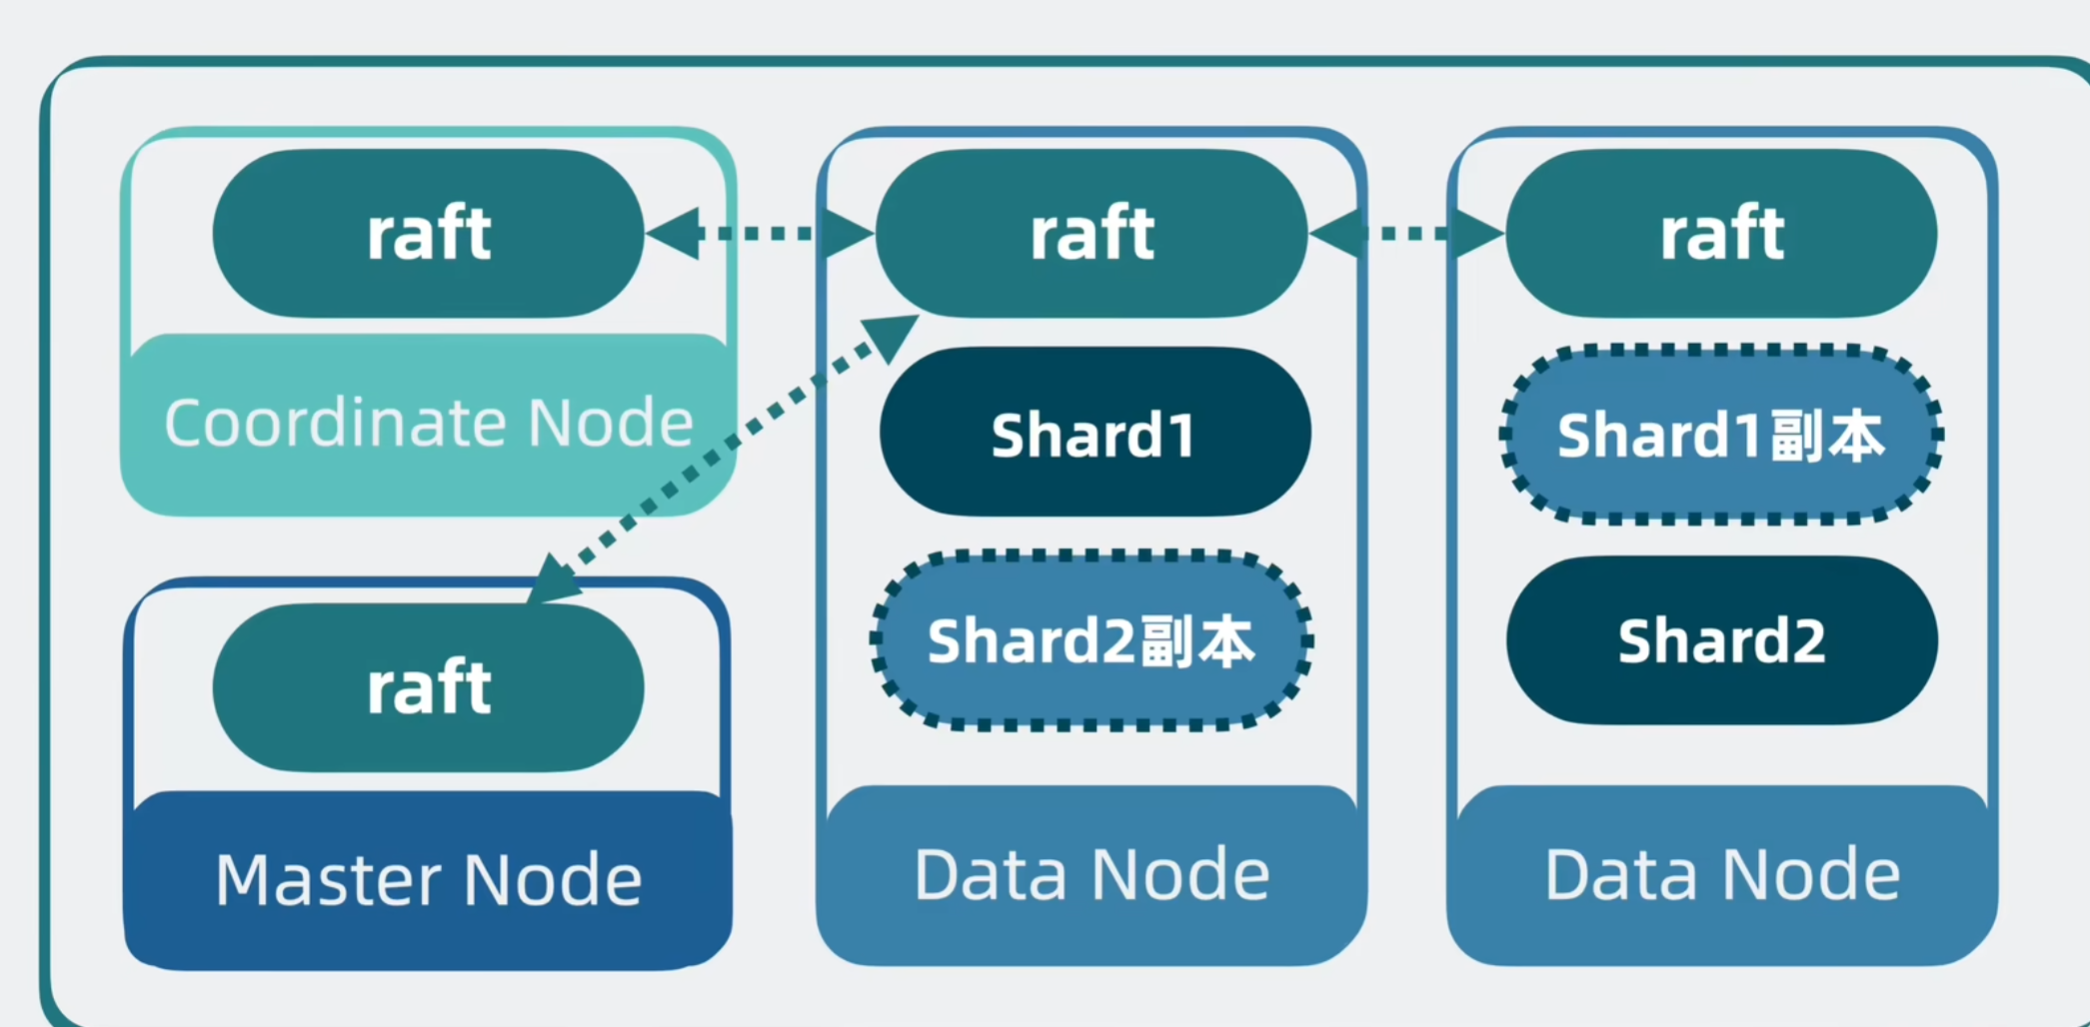 raft
Coordinate Node
raft
Master Node
raft
Shard1
Shard2副本
Data Node
raft
Shard1副本
Shard2
Data Node